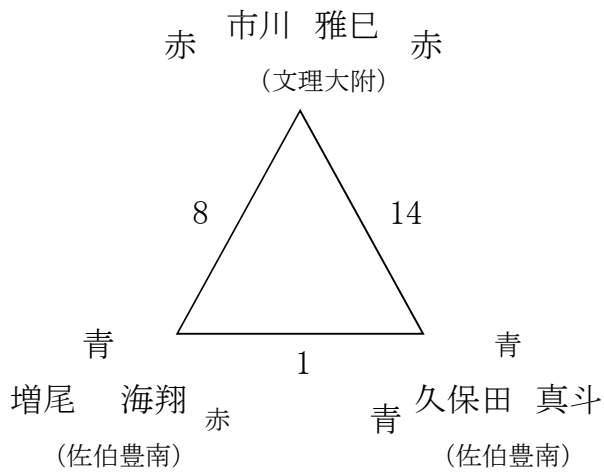 赤 市川 雅巳 赤
(文理大附)
8 14
青 1 青
増尾 海翔 赤 青 久保田 真斗
(佐伯豊南) (佐伯豊南)